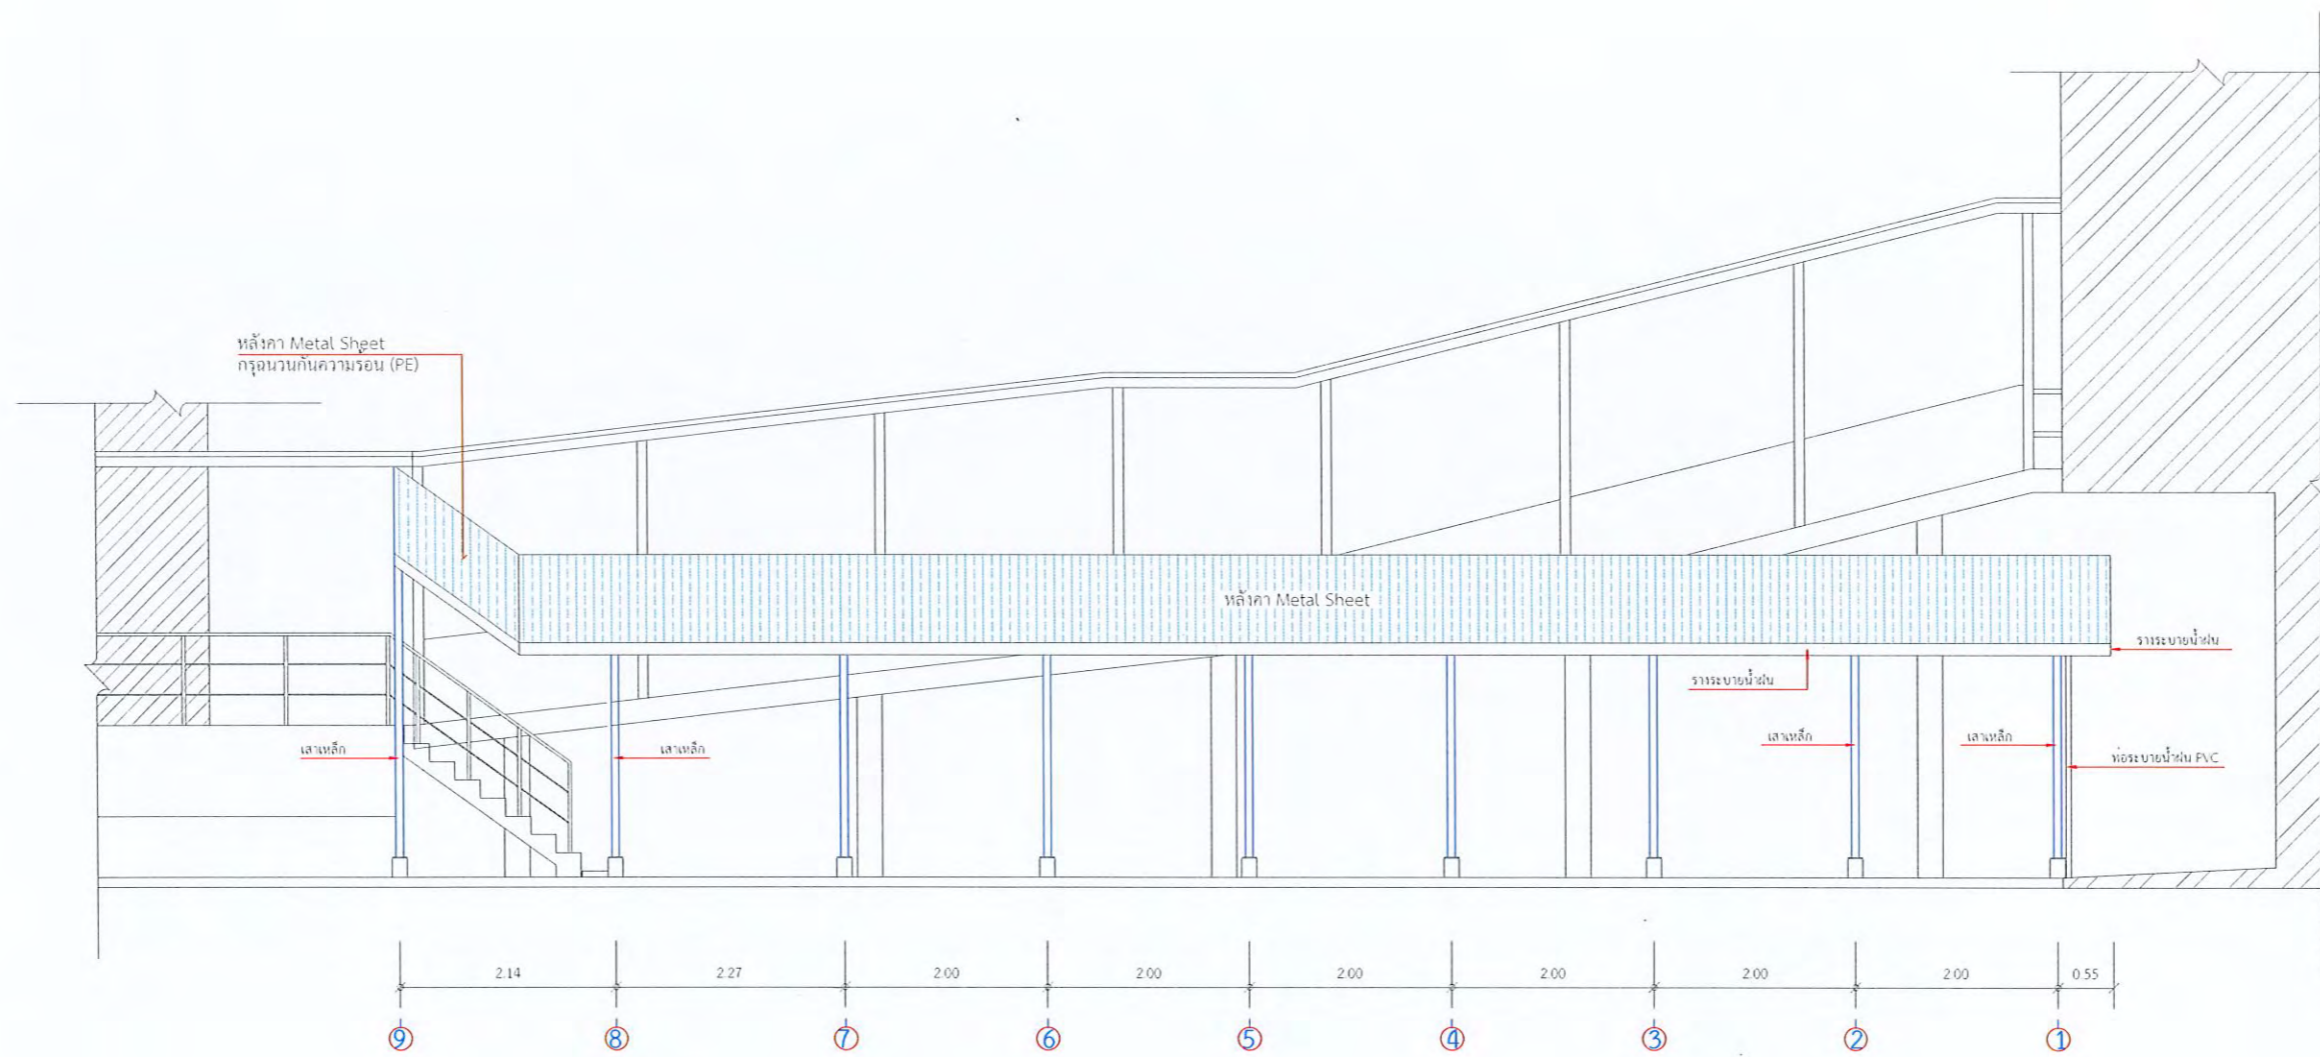 หลังคา Metal Sheet
กรุฉนวนกันความร้อน (PE)
หลังคา Metal Sheet
รางระบายน้ำฝน
รางระบายน้ำฝน
เสาเหล็ก
เสาเหล็ก
เสาเหล็ก
เสาเหล็ก
ท่อระบายน้ำฝน PVC
2.14 2.27 2.00 2.00 2.00 2.00 2.00 2.00 0.55
9 8 7 6 5 4 3 2 1